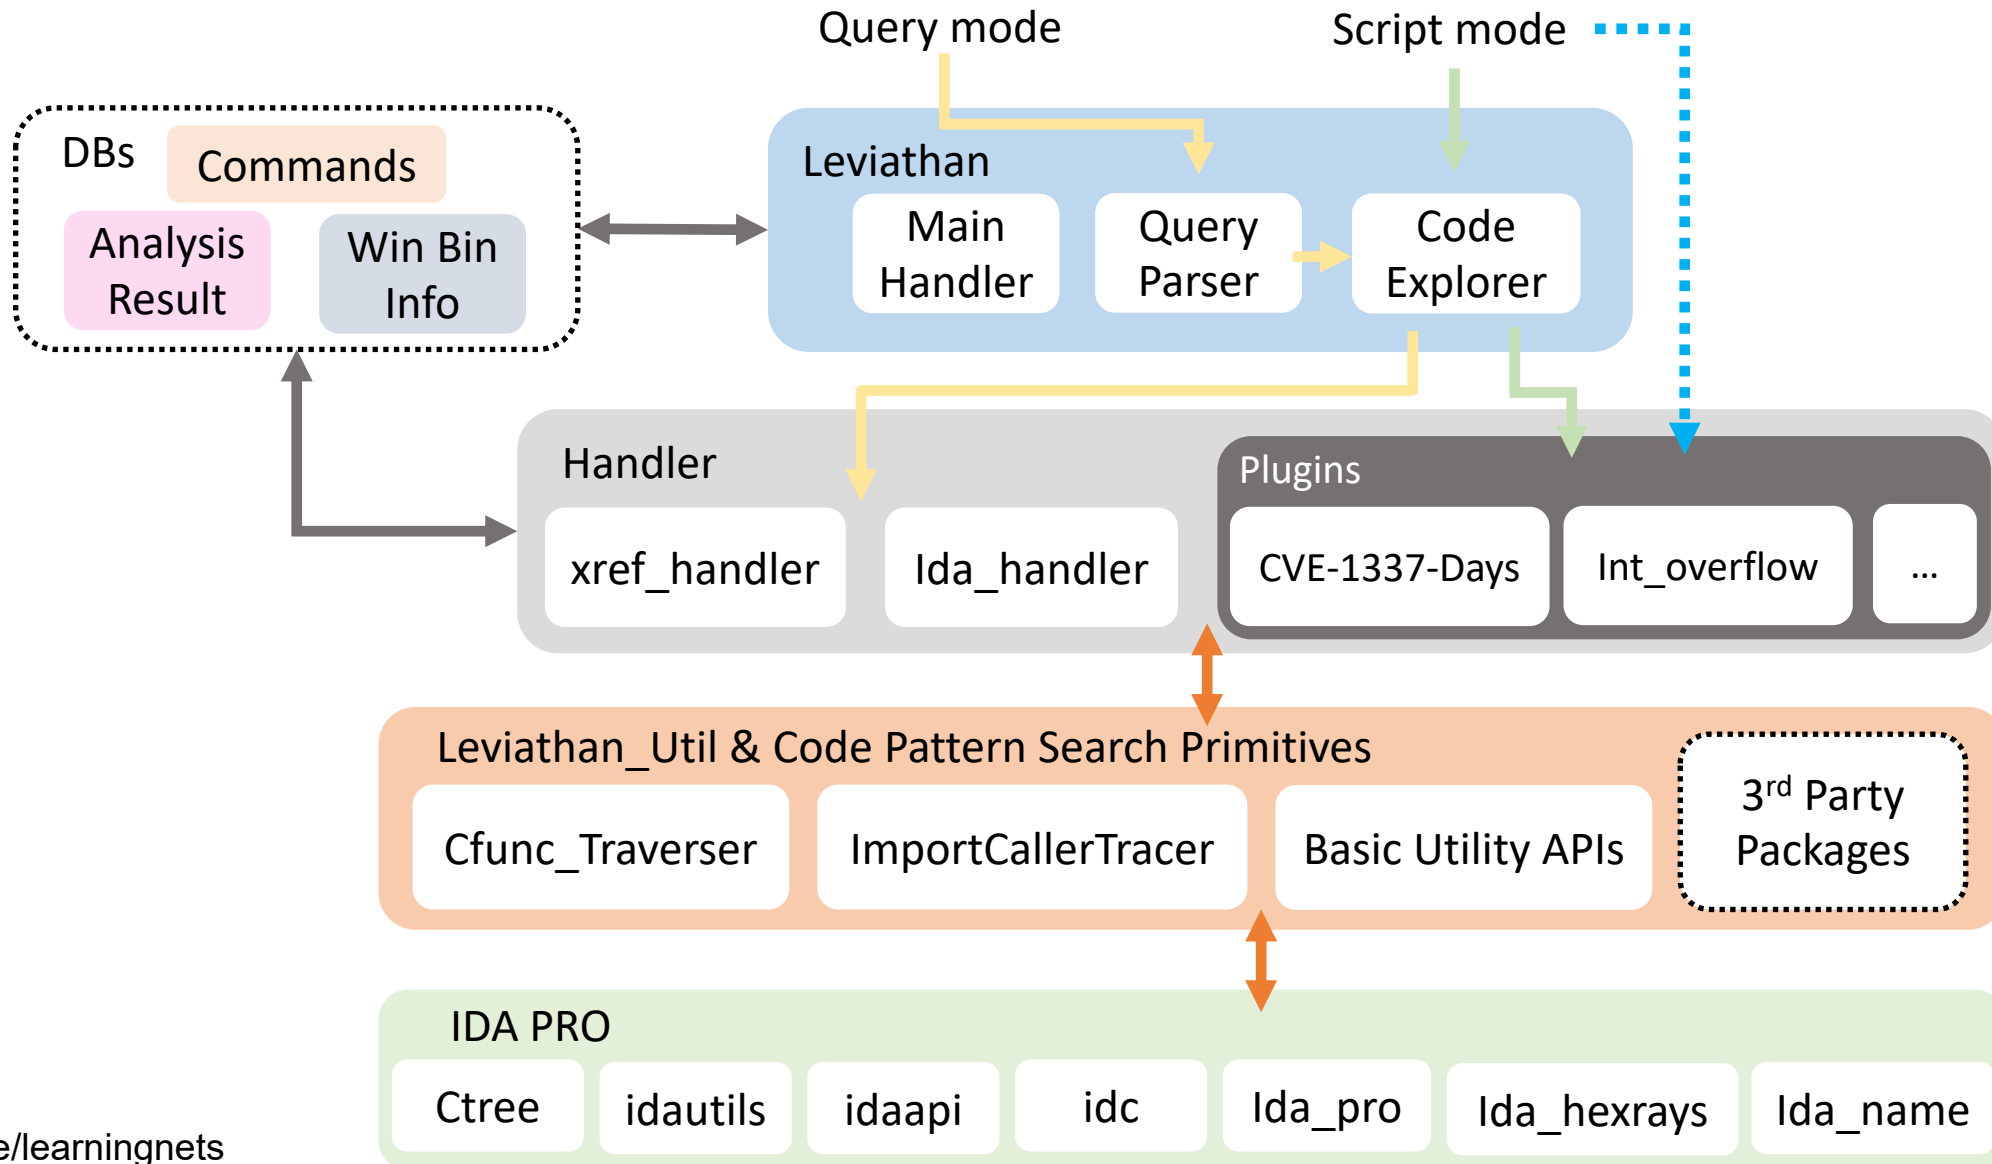 Query mode
Script mode
DBs
Commands
Analysis
Result
Win Bin
Info
Leviathan
Main
Handler
Query
Parser
Code
Explorer
Handler
xref_handler
Ida_handler
Plugins
CVE-1337-Days
Int_overflow
...
Leviathan_Util & Code Pattern Search Primitives
Cfunc_Traverser
ImportCallerTracer
Basic Utility APIs
3rd Party
Packages
IDA PRO
Ctree
idautils
idaapi
idc
Ida_pro
Ida_hexrays
Ida_name
e/learningnets